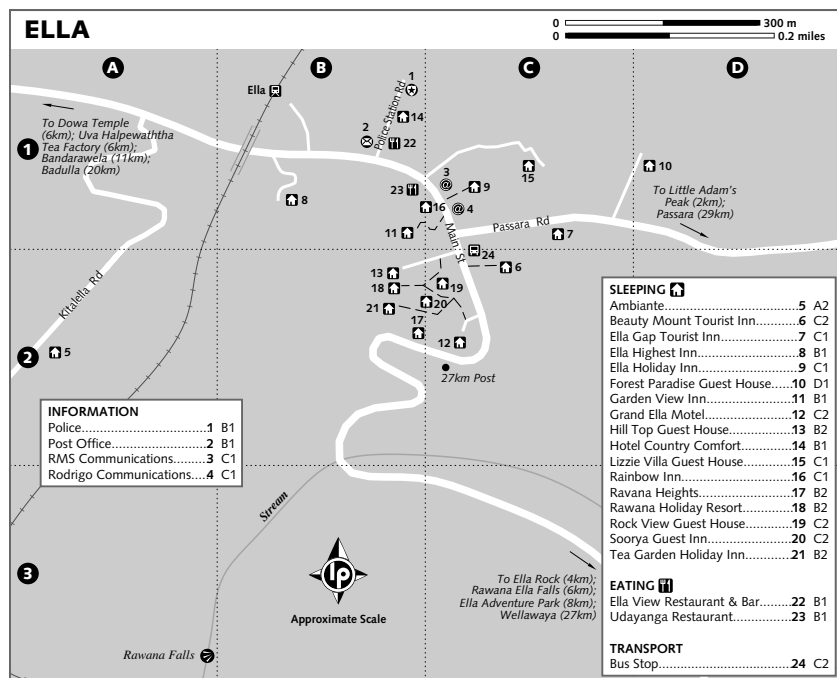 ELLA
0 300 m
0 0.2 miles
A
B
C
D
1
2
3
To Dowa Temple
(6km); Uva Halpewaththa
Tea Factory (6km);
Bandarawela (11km);
Badulla (20km)
Ella
Police Station Rd
1
14
2
22
3
9
15
10
23
16
4
8
11
To Little Adam's
Peak (2km);
Passara (29km)
Passara Rd
7
Main St
24
6
13
18
19
21
20
17
12
27km Post
Kitalella Rd
5
INFORMATION
Police..........................................1 B1
Post Office..................................2 B1
RMS Communications..............3 C1
Rodrigo Communications.....4 C1
SLEEPING
Ambiante...................................5 A2
Beauty Mount Tourist Inn...........6 C2
Ella Gap Tourist Inn....................7 C1
Ella Highest Inn..........................8 B1
Ella Holiday Inn...........................9 C1
Forest Paradise Guest House....10 D1
Garden View Inn.......................11 B1
Grand Ella Motel.......................12 C2
Hill Top Guest House................13 B2
Hotel Country Comfort.............14 B1
Lizzie Villa Guest House............15 C1
Rainbow Inn..............................16 C1
Ravana Heights.........................17 B2
Rawana Holiday Resort............18 B2
Rock View Guest House............19 C2
Soorya Guest Inn......................20 C2
Tea Garden Holiday Inn............21 B2
EATING
Ella View Restaurant & Bar........22 B1
Udayanga Restaurant................23 B1
TRANSPORT
Bus Stop...................................24 C2
Stream
lp
Approximate Scale
To Ella Rock (4km);
Rawana Ella Falls (6km);
Ella Adventure Park (8km);
Wellawaya (27km)
Rawana Falls